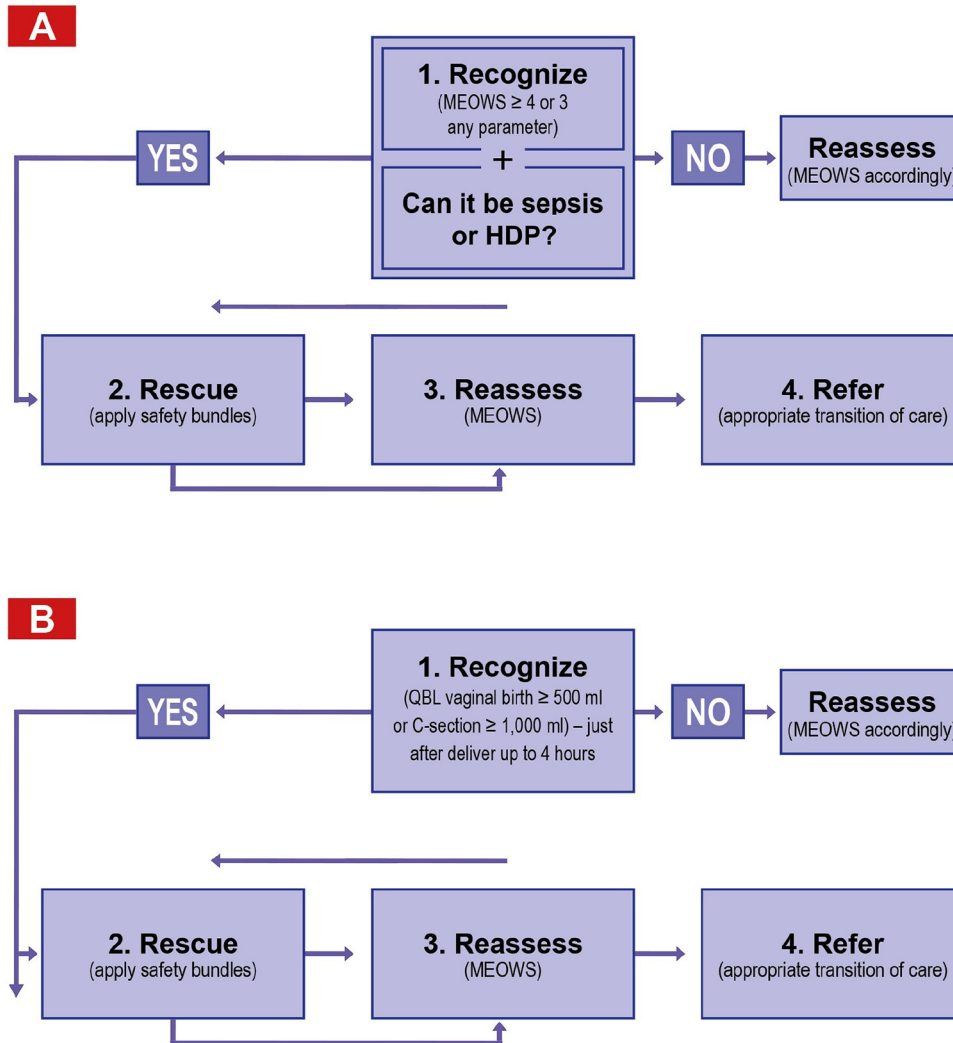 A
1. Recognize
(MEOWS ≥ 4 or 3
any parameter)
+
Can it be sepsis
or HDP?
YES
NO
Reassess
(MEOWS accordingly)
2. Rescue
(apply safety bundles)
3. Reassess
(MEOWS)
4. Refer
(appropriate transition of care)
B
1. Recognize
(QBL vaginal birth ≥ 500 ml
or C-section ≥ 1,000 ml) – just
after deliver up to 4 hours
YES
NO
Reassess
(MEOWS accordingly)
2. Rescue
(apply safety bundles)
3. Reassess
(MEOWS)
4. Refer
(appropriate transition of care)